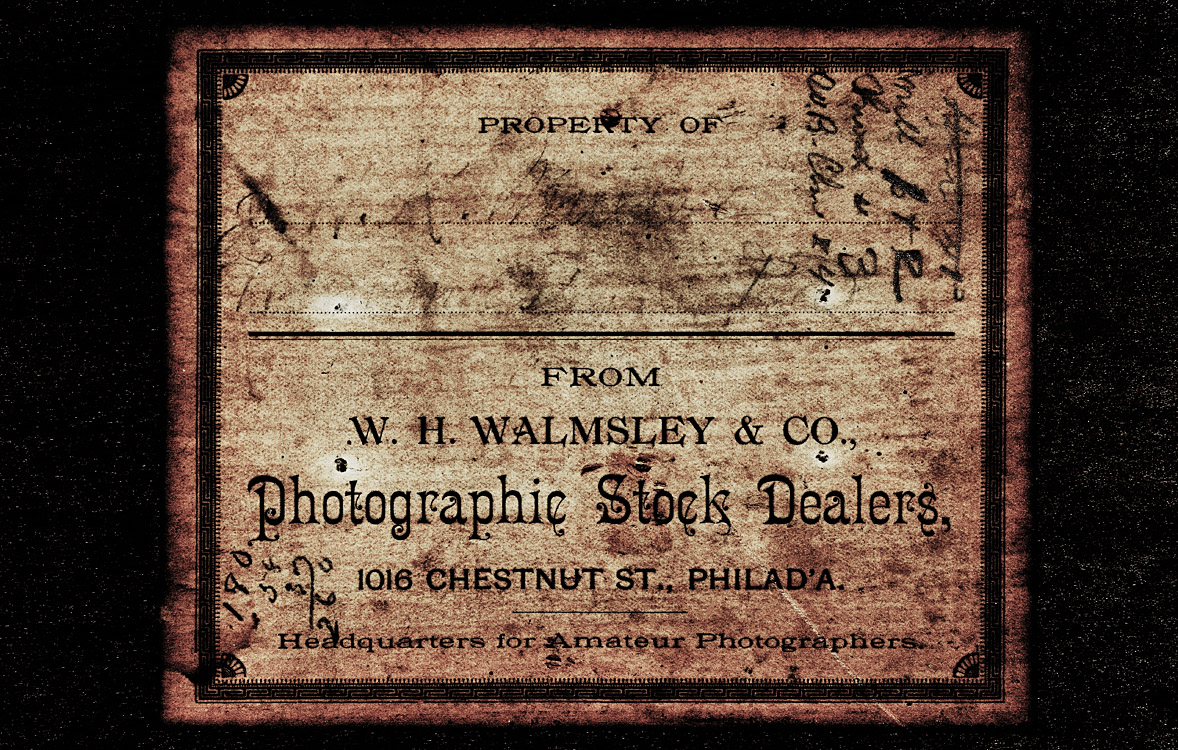 PROPERTY OF
FROM
W. H. WALMSLEY & CO.,
Photographic Stock Dealers,
1016 CHESTNUT ST., PHILAD'A.
Headquarters for Amateur Photographers.